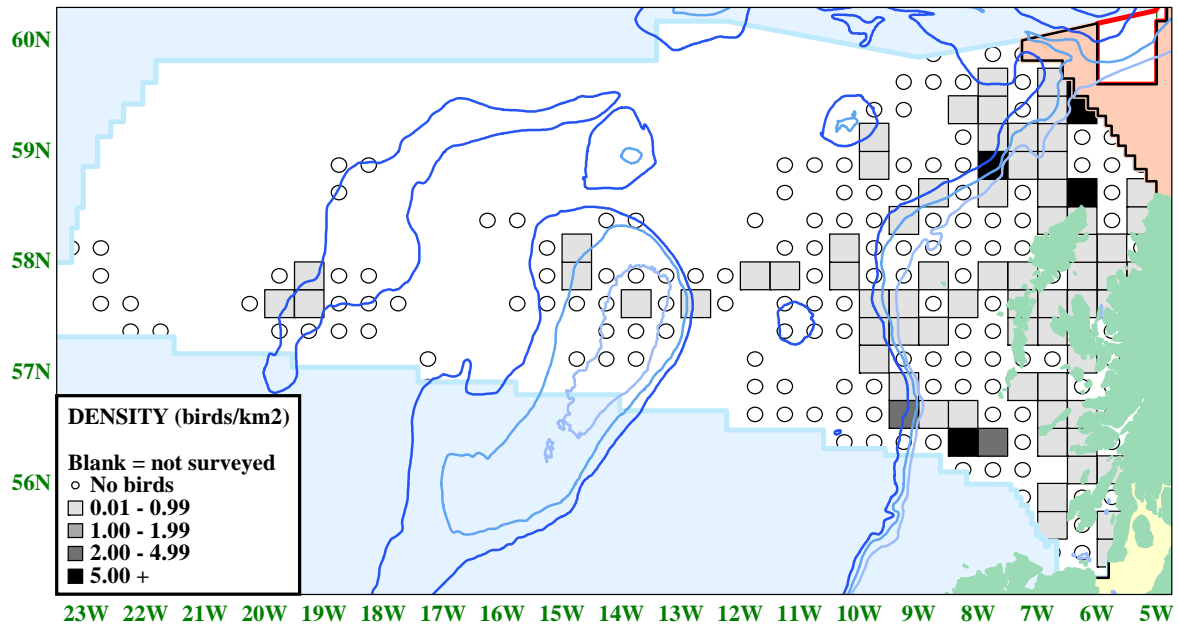 60N
59N
58N
57N
56N
DENSITY (birds/km2)
Blank = not surveyed
No birds
0.01 - 0.99
1.00 - 1.99
2.00 - 4.99
5.00 +
23W 22W 21W 20W 19W 18W 17W 16W 15W 14W 13W 12W 11W 10W 9W 8W 7W 6W 5W